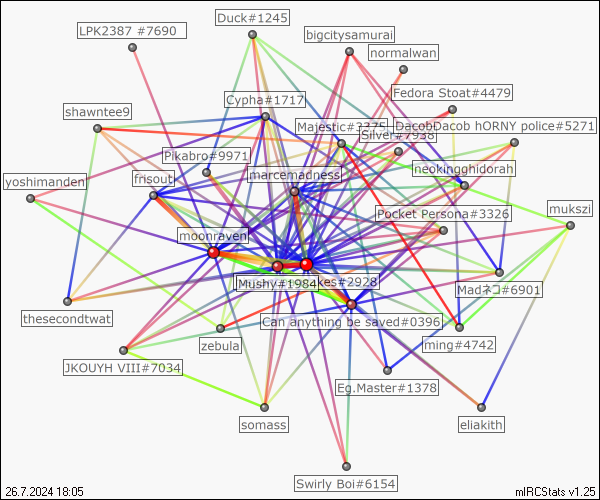 Duck#1245
LPK2387 #7690
bigcitysamurai
normalwan
Fedora Stoat#4479
Cypha#1717
shawntee9
Majestic#3375
DacobDacob hORNY police#5271
Silver#7938
Pikabro#9971
neokingghidorah
marcemadness
yoshimanden
frisout
mukszi
Pocket Persona#3326
moonraven
Mushy#1984
kes#2928
Madネコ#6901
thesecondtwat
Can anything be saved#0396
zebula
ming#4742
JKOUYH VIII#7034
Eg.Master#1378
somass
eliakith
Swirly Boi#6154
26.7.2024 18:05
mIRCStats v1.25